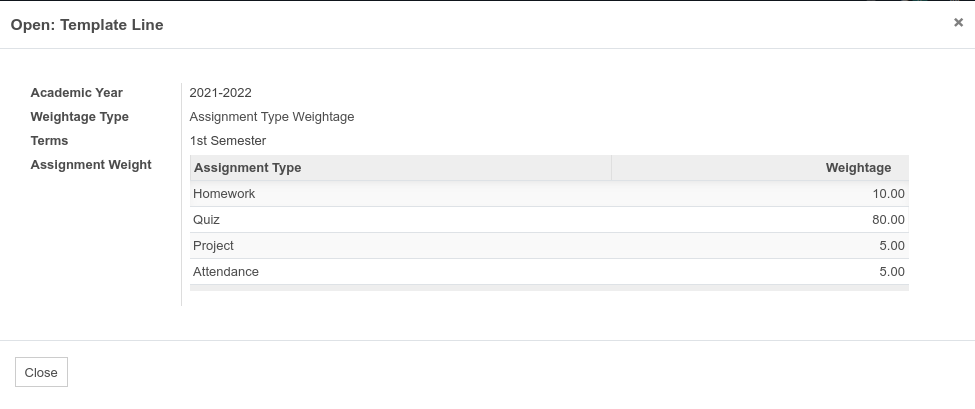 Open: Template Line
×
Academic Year 2021-2022
Weightage Type Assignment Type Weightage
Terms 1st Semester
Assignment Weight
Assignment Type Weightage
Homework 10.00
Quiz 80.00
Project 5.00
Attendance 5.00
Close